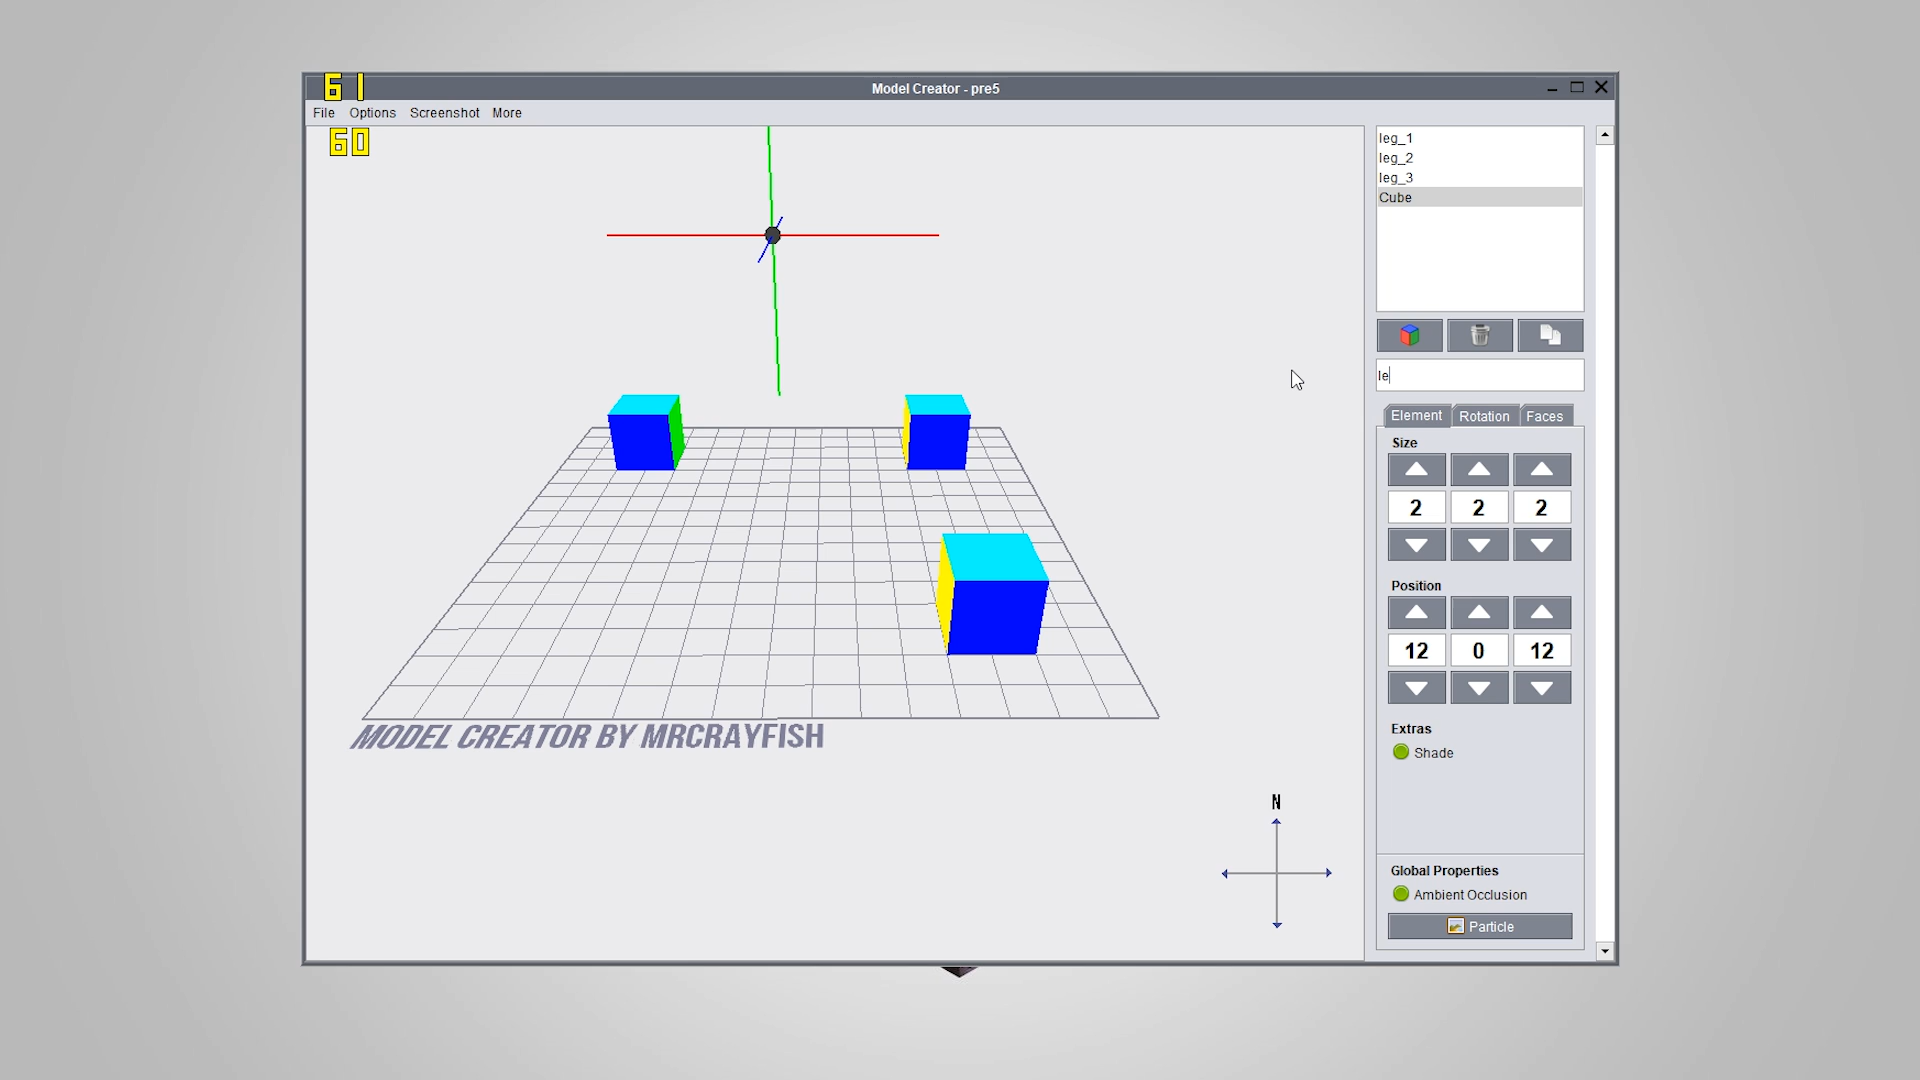 61
Model Creator - pre5
File Options Screenshot More
60
leg_1
leg_2
leg_3
Cube
le
Element Rotation Faces
Size
2 2 2
Position
12 0 12
Extras
Shade
MODEL CREATOR BY MRCRAYFISH
N
Global Properties
Ambient Occlusion
Particle